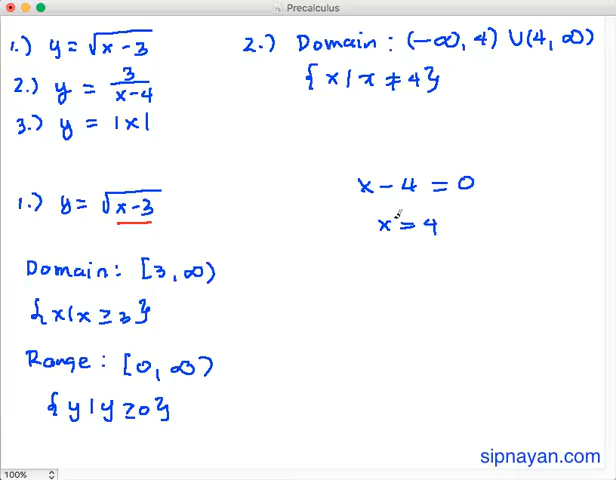 Precalculus
1.) y = √(x-3)
2.) y = 3/(x-4)
3.) y = |x|
1.) y = √(x-3)
Domain: [3, ∞)
{x|x ≥ 3}
Range: [0, ∞)
{y|y ≥ 0}
2.) Domain: (-∞, 4) U (4, ∞)
{x|x ≠ 4}
x - 4 = 0
x = 4
sipnayan.com
100%